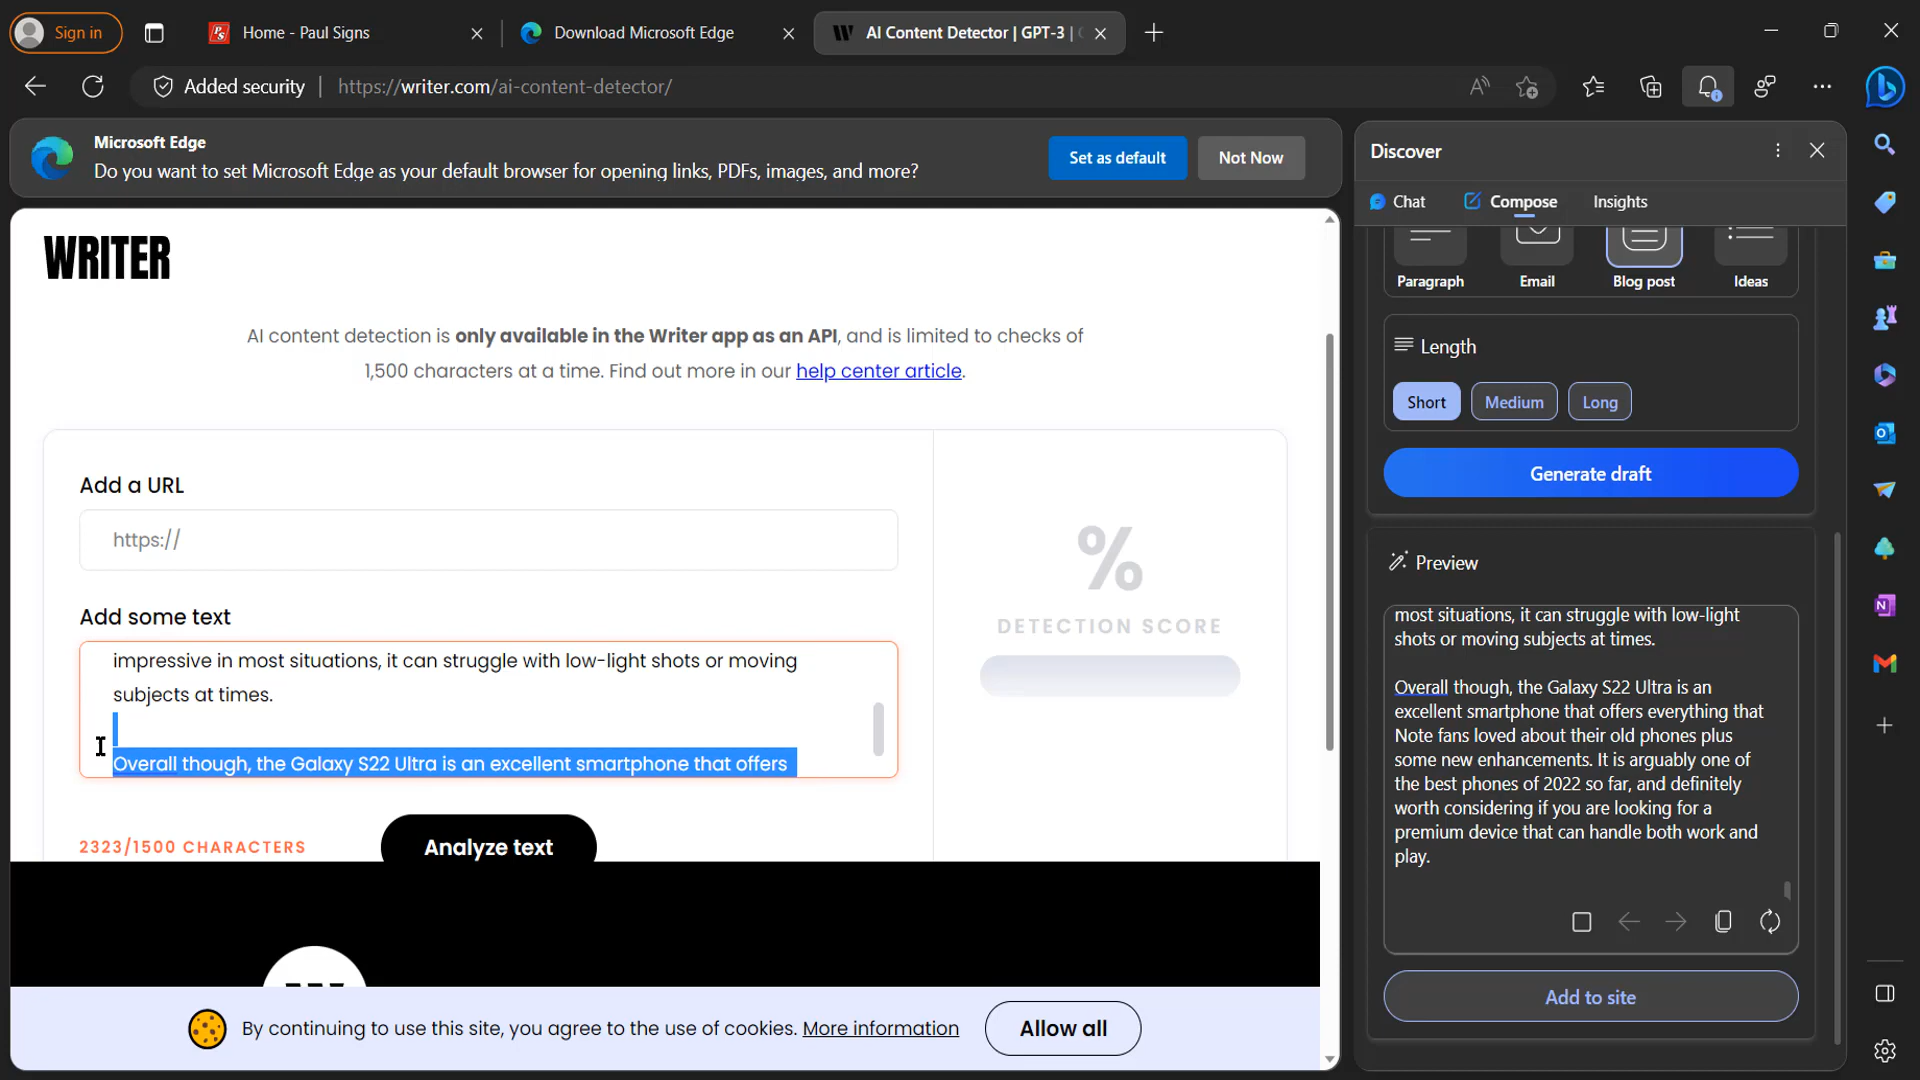 Sign in
Home - Paul Signs
Download Microsoft Edge
AI Content Detector | GPT-3 |
Added security
https://writer.com/ai-content-detector/
Microsoft Edge
Do you want to set Microsoft Edge as your default browser for opening links, PDFs, images, and more?
Set as default
Not Now
WRITER
AI content detection is only available in the Writer app as an API, and is limited to checks of
1,500 characters at a time. Find out more in our help center article.
Add a URL
https://
Add some text
impressive in most situations, it can struggle with low-light shots or moving
subjects at times.
Overall though, the Galaxy S22 Ultra is an excellent smartphone that offers
2323/1500 CHARACTERS
Analyze text
%
DETECTION SCORE
By continuing to use this site, you agree to the use of cookies. More information
Allow all
Discover
Chat
Compose
Insights
Paragraph
Email
Blog post
Ideas
Length
Short
Medium
Long
Generate draft
Preview
most situations, it can struggle with low-light
shots or moving subjects at times.
Overall though, the Galaxy S22 Ultra is an
excellent smartphone that offers everything that
Note fans loved about their old phones plus
some new enhancements. It is arguably one of
the best phones of 2022 so far, and definitely
worth considering if you are looking for a
premium device that can handle both work and
play.
Add to site